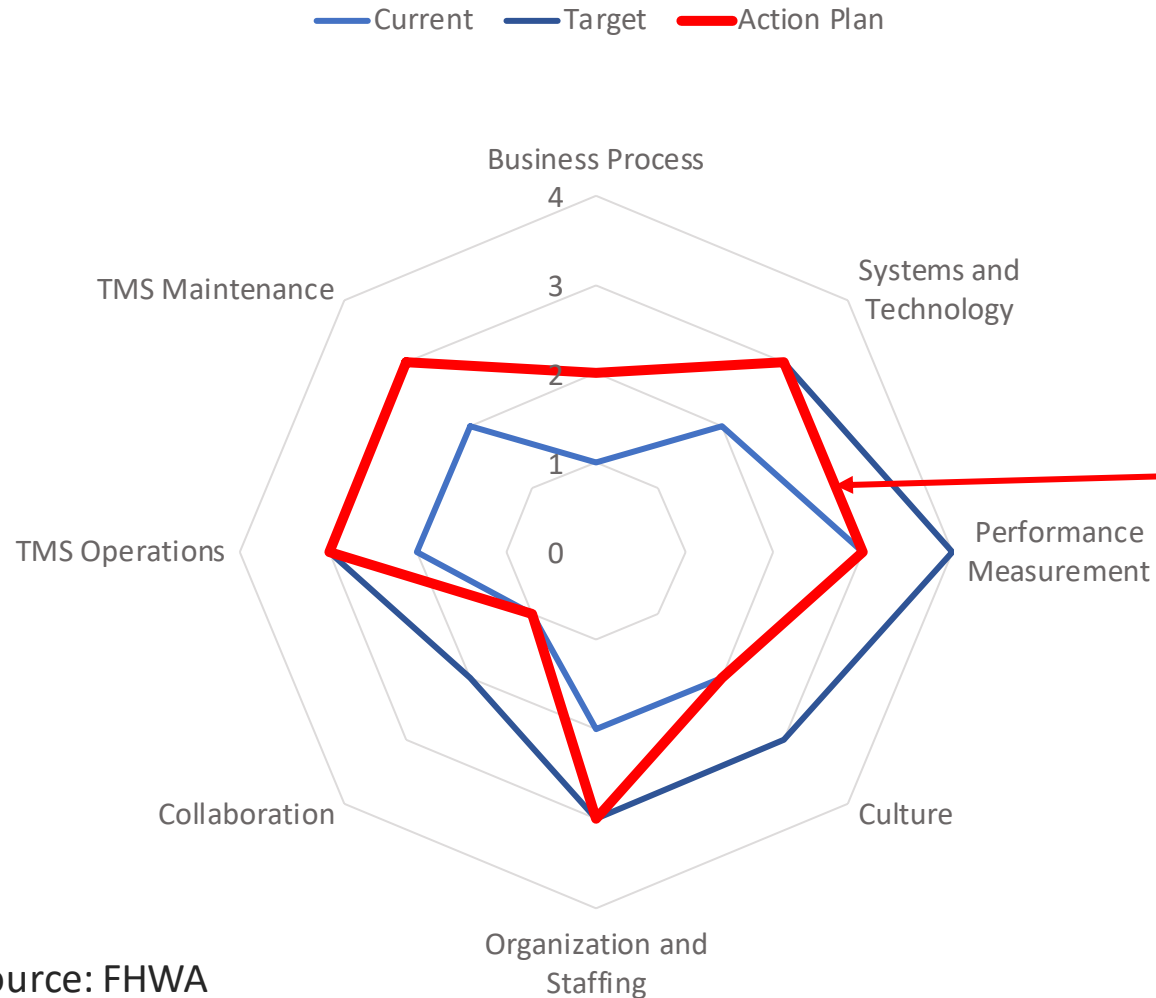 Current Target Action Plan
Business Process
4
3
2
1
0
Systems and
Technology
Performance
Measurement
Culture
Organization and
Staffing
Collaboration
TMS Operations
TMS Maintenance
ource: FHWA